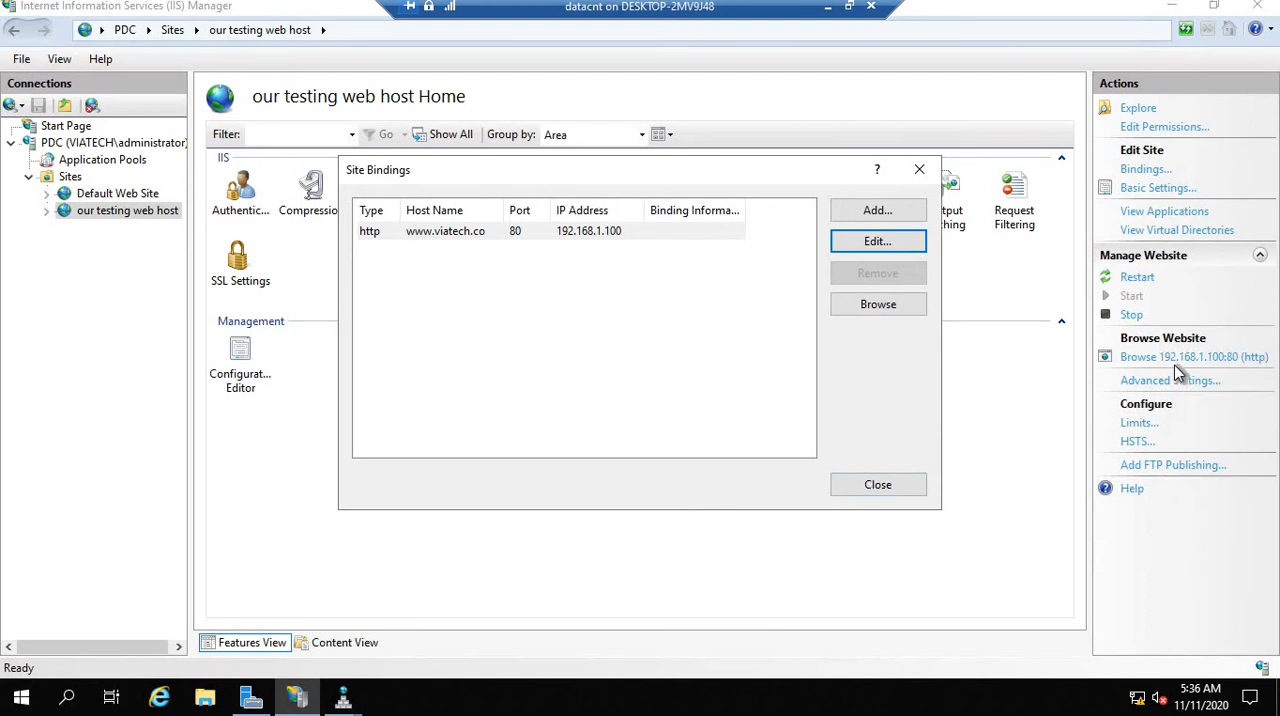 Internet Information Services (IIS) Manager
datacnt on DESKTOP-2MV9J48
PDC
Sites
our testing web host
File
View
Help
Connections
Start Page
PDC (VIATECH\administrator)
Application Pools
Sites
Default Web Site
our testing web host
our testing web host Home
Filter:
Go
Show All
Group by:
Area
IIS
Authentic...
Compressio
SSL Settings
Management
Configurat...
Editor
Request
Filtering
Site Bindings
?
Type
Host Name
Port
IP Address
Binding Informa...
http
www.viatech.co
80
192.168.1.100
Add...
Edit...
Remove
Browse
Close
Features View
Content View
Actions
Explore
Edit Permissions...
Edit Site
Bindings...
Basic Settings...
View Applications
View Virtual Directories
Manage Website
Restart
Start
Stop
Browse Website
Browse 192.168.1.100:80 (http)
Advanced
tings...
Configure
Limits...
HSTS...
Add FTP Publishing...
Help
Ready
5:36 AM
11/11/2020